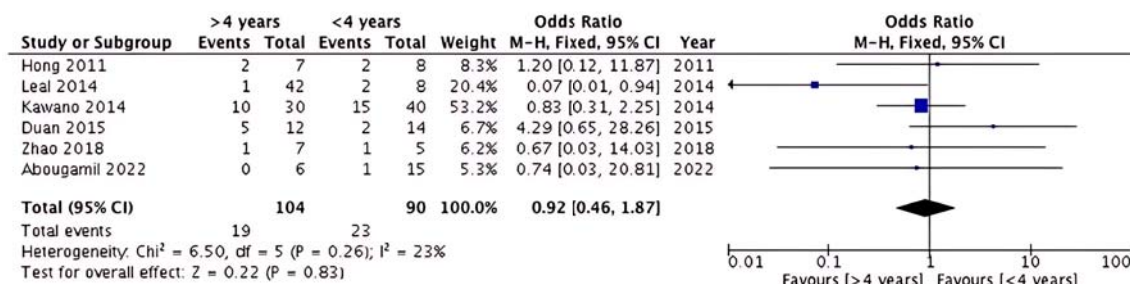 >4 years <4 years Odds Ratio Odds Ratio
Study or Subgroup Events Total Events Total Weight M-H, Fixed, 95% CI Year M-H, Fixed, 95% CI
Hong 2011 2 7 2 8 8.3% 1.20 [0.12, 11.87] 2011
Leal 2014 1 42 2 8 20.4% 0.07 [0.01, 0.94] 2014
Kawano 2014 10 30 15 40 53.2% 0.83 [0.31, 2.25] 2014
Duan 2015 5 12 2 14 6.7% 4.29 [0.65, 28.26] 2015
Zhao 2018 1 7 1 5 6.2% 0.67 [0.03, 14.03] 2018
Abougamil 2022 0 6 1 15 5.3% 0.74 [0.03, 20.81] 2022
Total (95% CI) 104 90 100.0% 0.92 [0.46, 1.87]
Total events 19 23
Heterogeneity: Chi² = 6.50, df = 5 (P = 0.26); I² = 23%
Test for overall effect: Z = 0.22 (P = 0.83)
0.01 0.1 1 10 100
Favours [>4 years] Favours [<4 years]